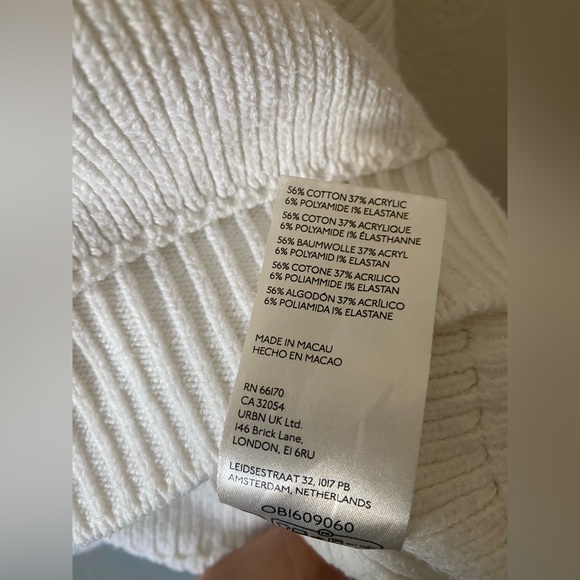 56% COTTON 37% ACRYLIC
6% POLYAMIDE 1% ELASTANE
56% COTON 37% ACRYLIQUE
6% POLYAMIDE 1% ÉLASTHANNE
56% BAUMWOLLE 37% ACRYL
6% POLYAMID 1% ELASTAN
56% COTONE 37% ACRILICO
6% POLIAMMIDE 1% ELASTAN
56% ALGODÓN 37% ACRÍLICO
6% POLIAMIDA 1% ELASTANE
MADE IN MACAU
HECHO EN MACAO
RN 66170
CA 32054
URBN UK Ltd.
146 Brick Lane,
LONDON, E1 6RU
LEIDSESTRAAT 32, 1017 PB
AMSTERDAM, NETHERLANDS
OB1609060